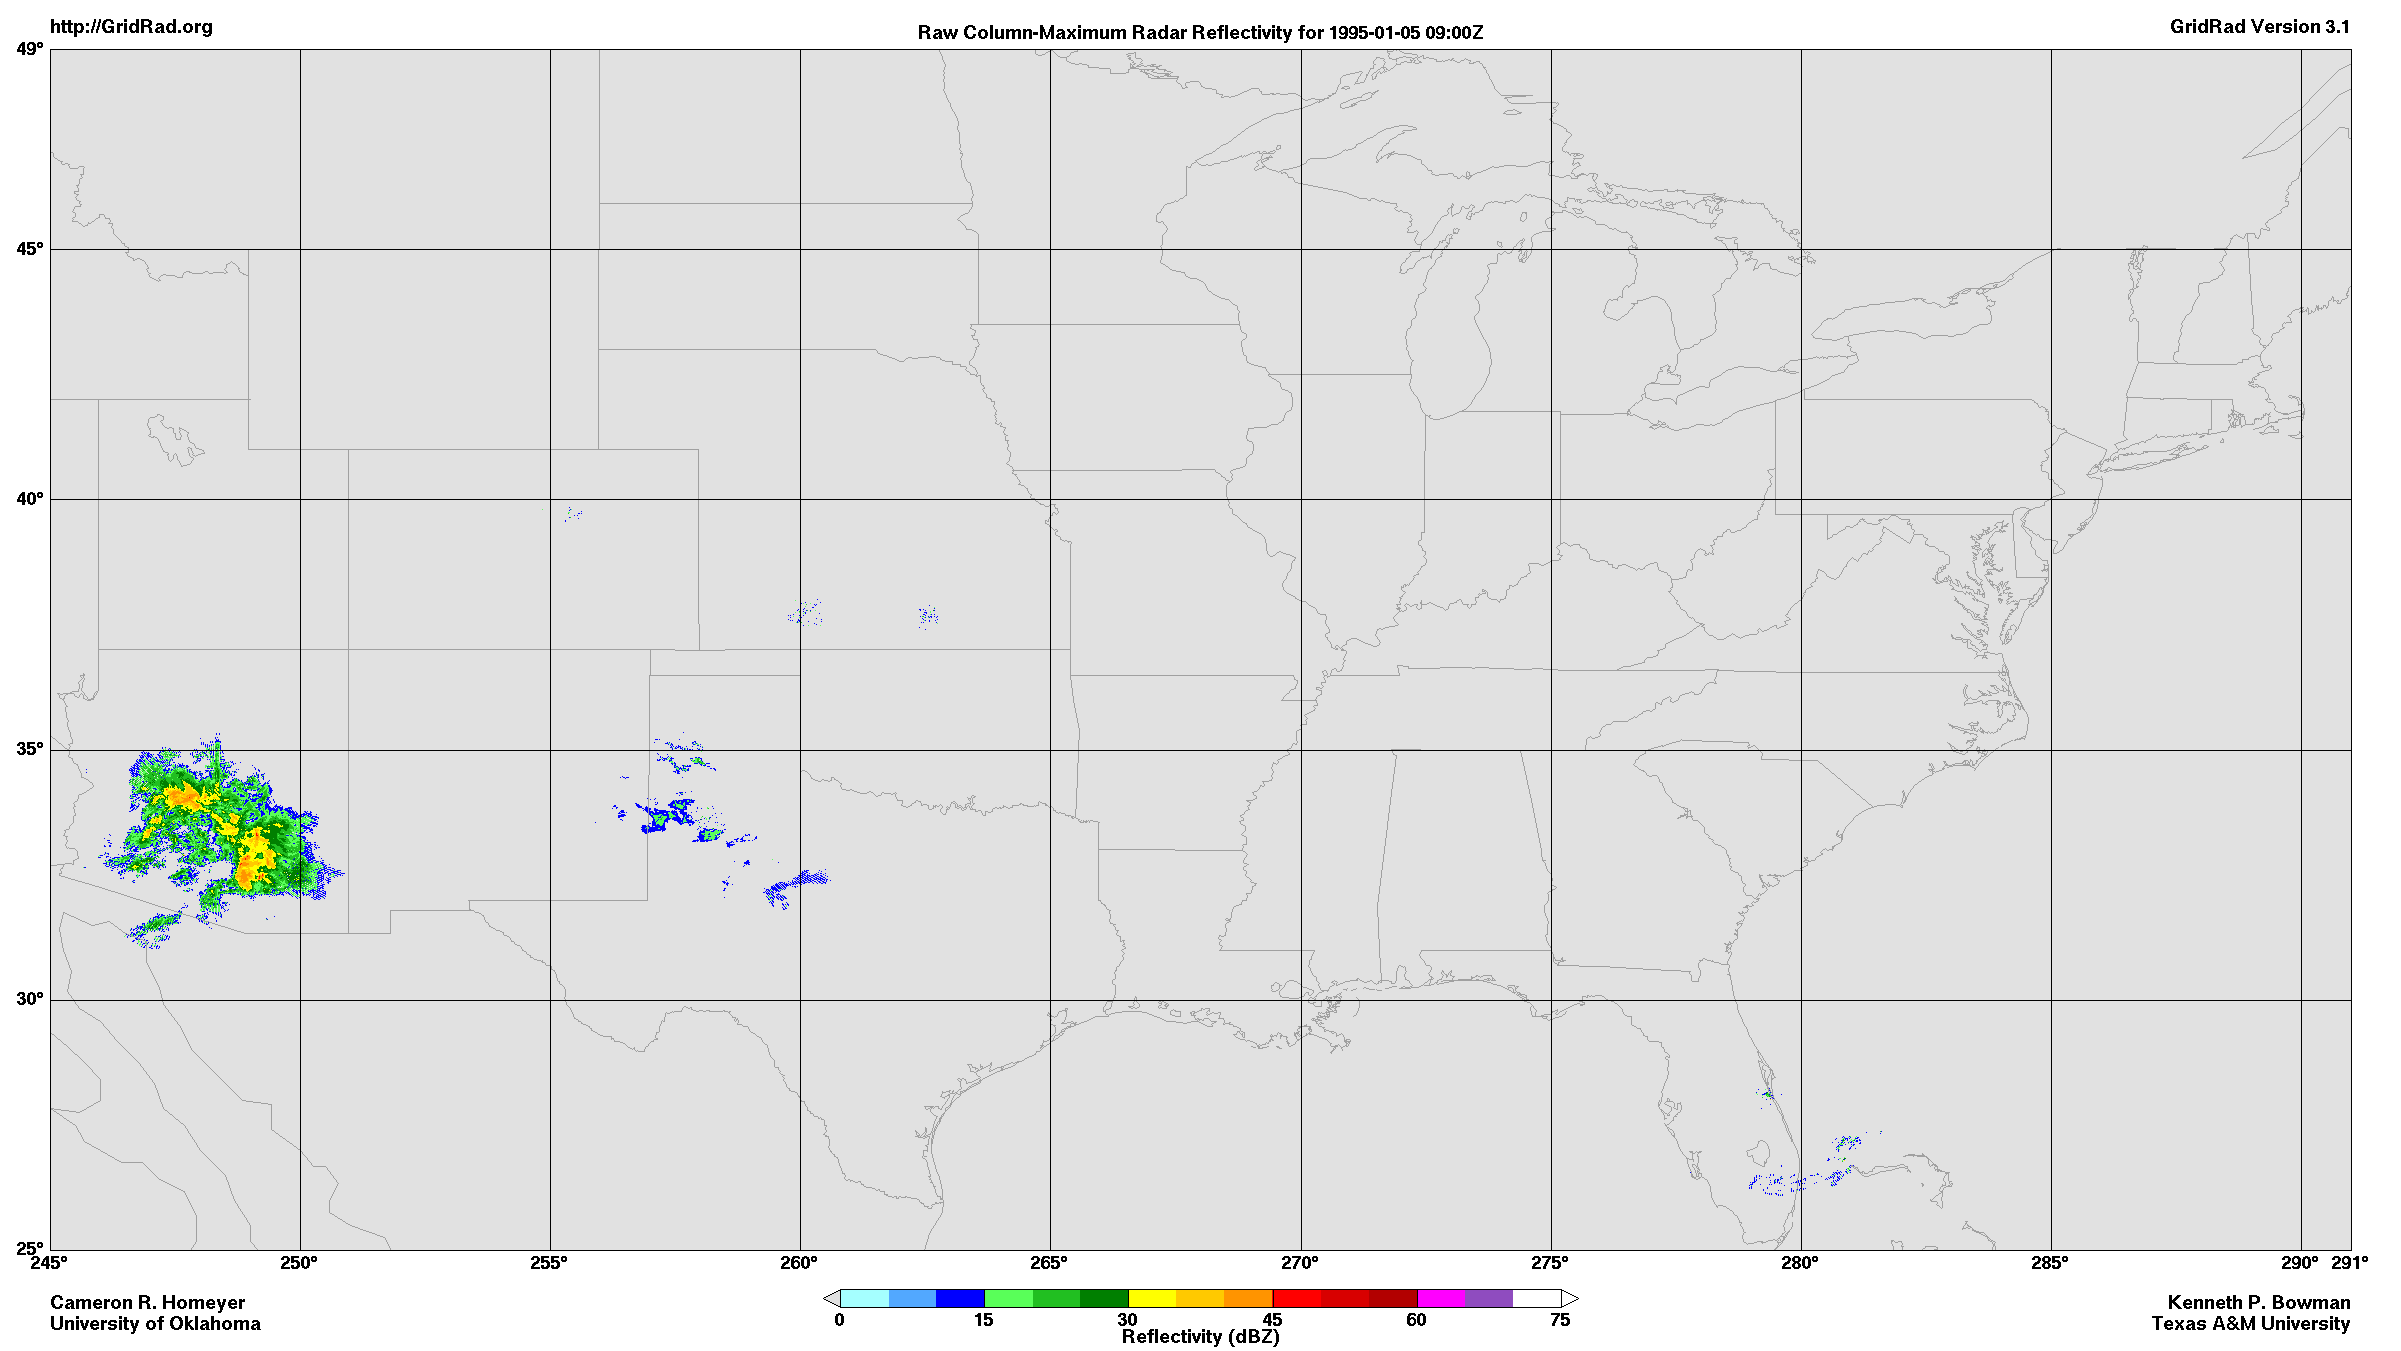 http://GridRad.org
Raw Column-Maximum Radar Reflectivity for 1995-01-05 09:00Z
GridRad Version 3.1
49°
45°
40°
35°
30°
25°
245° 250° 255° 260° 265° 270° 275° 280° 285° 290° 291°
0 15 30 45 60 75
Reflectivity (dBZ)
Cameron R. Homeyer
University of Oklahoma
Kenneth P. Bowman
Texas A&M University